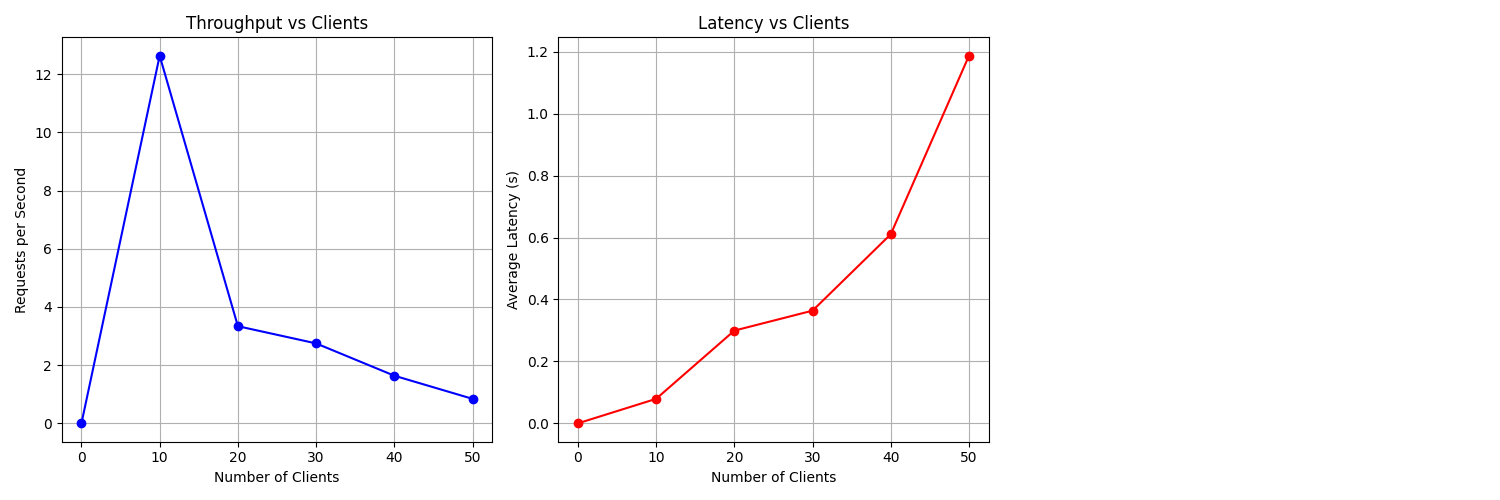 Throughput vs Clients
Requests per Second
12
10
8
6
4
2
0
0 10 20 30 40 50
Number of Clients
Latency vs Clients
Average Latency (s)
1.2
1.0
0.8
0.6
0.4
0.2
0.0
0 10 20 30 40 50
Number of Clients